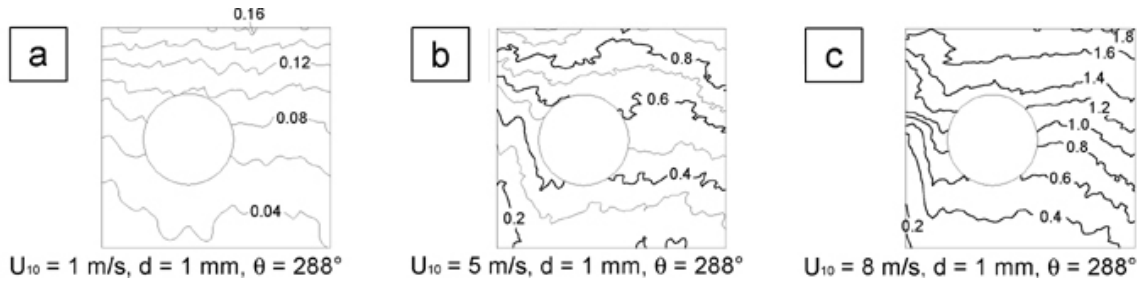 a
0.16
0.12
0.08
0.04
U₁₀ = 1 m/s, d = 1 mm, θ = 288°
b
0.8
0.6
0.4
0.2
U₁₀ = 5 m/s, d = 1 mm, θ = 288°
c
1.8
1.6
1.4
1.2
1.0
0.8
0.6
0.4
0.2
U₁₀ = 8 m/s, d = 1 mm, θ = 288°